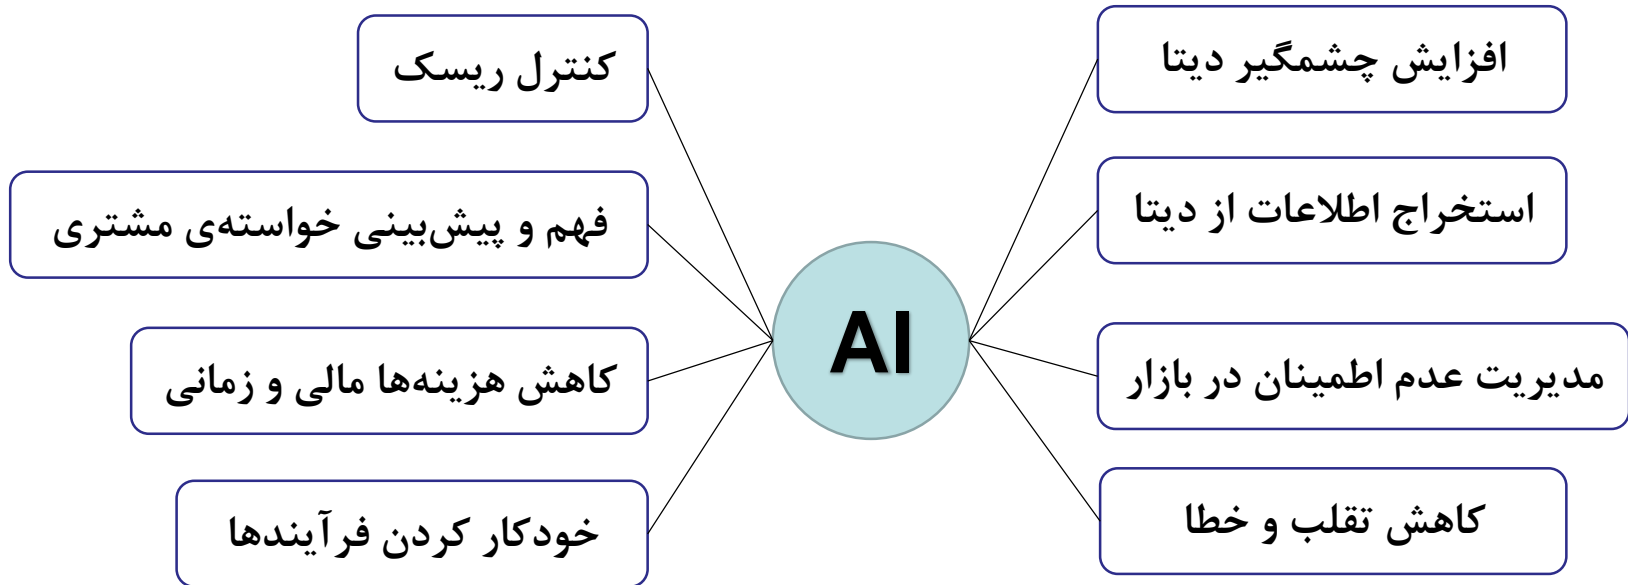 افزایش چشمگیر دیتا
استخراج اطلاعات از دیتا
مدیریت عدم اطمینان در بازار
کاهش تقلب و خطا
AI
کنترل ریسک
فهم و پیش‌بینی خواسته‌ی مشتری
کاهش هزینه‌ها مالی و زمانی
خودکار کردن فرآیندها